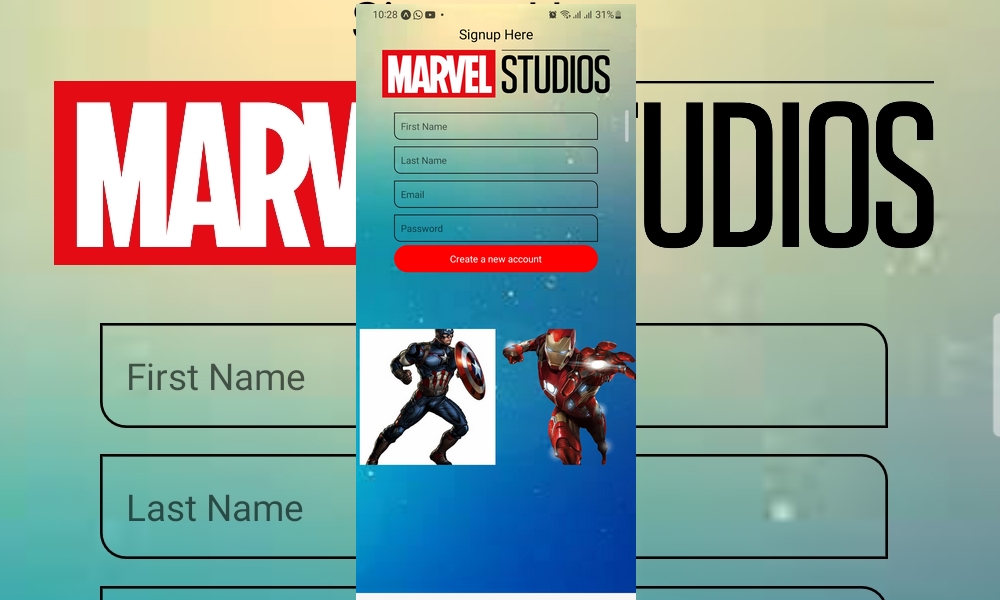 10:28
31%
Signup Here
MARVEL STUDIOS
First Name
Last Name
Email
Password
Create a new account
MARV
TUDIOS
First Name
Last Name